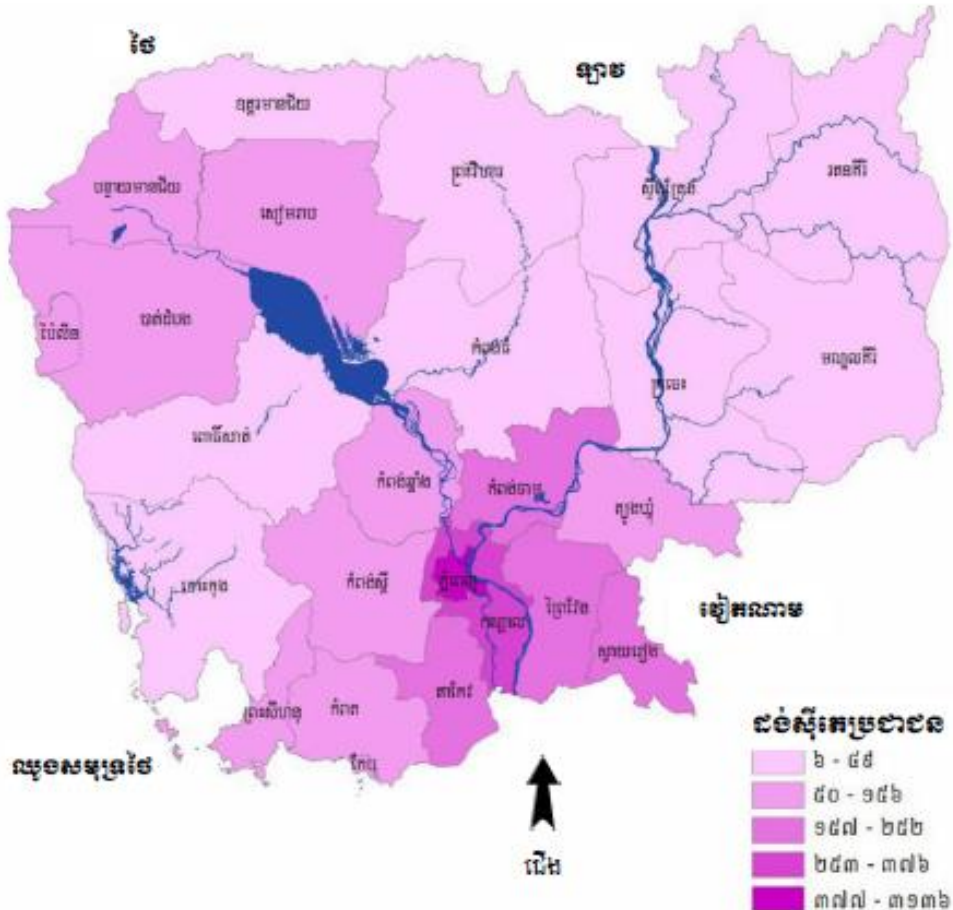 ថៃ
ឡាវ
ឧត្តរមានជ័យ
ព្រះវិហារ
រតនគិរី
បន្ទាយមានជ័យ
ស្ទឹងត្រែង
សៀមរាប
បាត់ដំបង
ប៉ៃលិន
កំពង់ធំ
មណ្ឌលគិរី
ក្រចេះ
ពោធិ៍សាត់
កំពង់ឆ្នាំង
កំពង់ចាម
ត្បូងឃ្មុំ
កោះកុង
កំពង់ស្ពឺ
ភ្នំពេញ
ព្រៃវែង
វៀតណាម
កណ្តាល
ស្វាយរៀង
តាកែវ
ព្រះសីហនុ
កំពត
កែប
ឈូងសមុទ្រថៃ
ជើង
ដង់ស៊ីតេប្រជាជន
៦ - ៤៩
៥០ - ១៥៦
១៥៧ - ២៥២
២៥៣ - ៣៧៦
៣៧៧ - ៣១៣៦